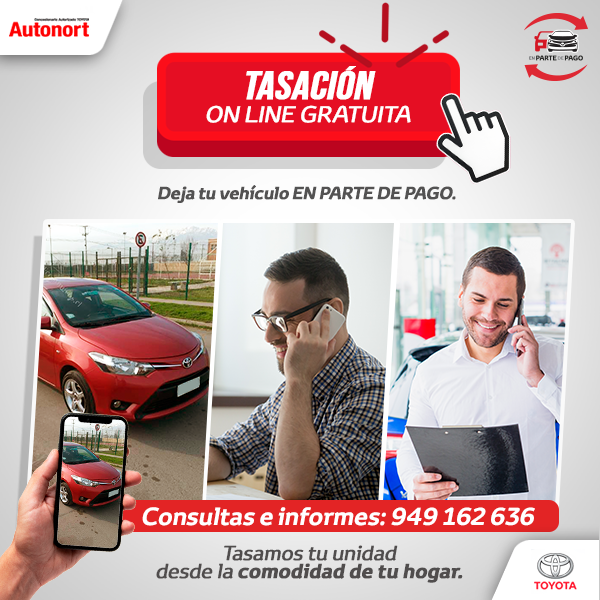 Concesionario Autorizado TOYOTA
Autonort
EN PARTE DE PAGO
TASACIÓN
ON LINE GRATUITA
Deja tu vehículo EN PARTE DE PAGO.
Consultas e informes: 949 162 636
Tasamos tu unidad
desde la comodidad de tu hogar.
TOYOTA